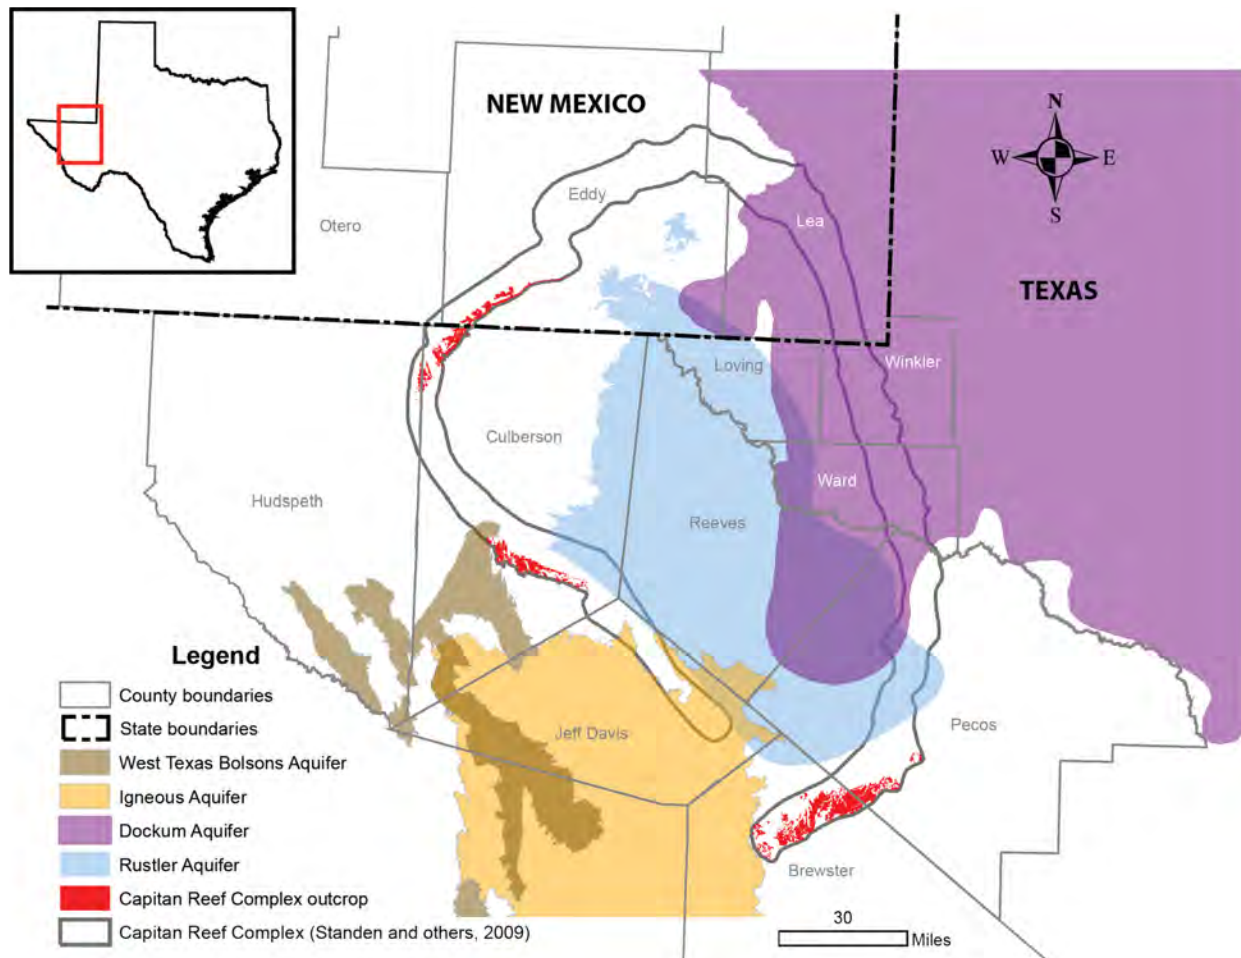 NEW MEXICO
N
W E
S
Eddy
Otero
Lea
TEXAS
Loving
Winkler
Culberson
Ward
Hudspeth
Reeves
Legend
County boundaries
State boundaries
West Texas Bolsons Aquifer
Igneous Aquifer
Dockum Aquifer
Rustler Aquifer
Capitan Reef Complex outcrop
Capitan Reef Complex (Standen and others, 2009)
Jeff Davis
Pecos
Brewster
30
Miles